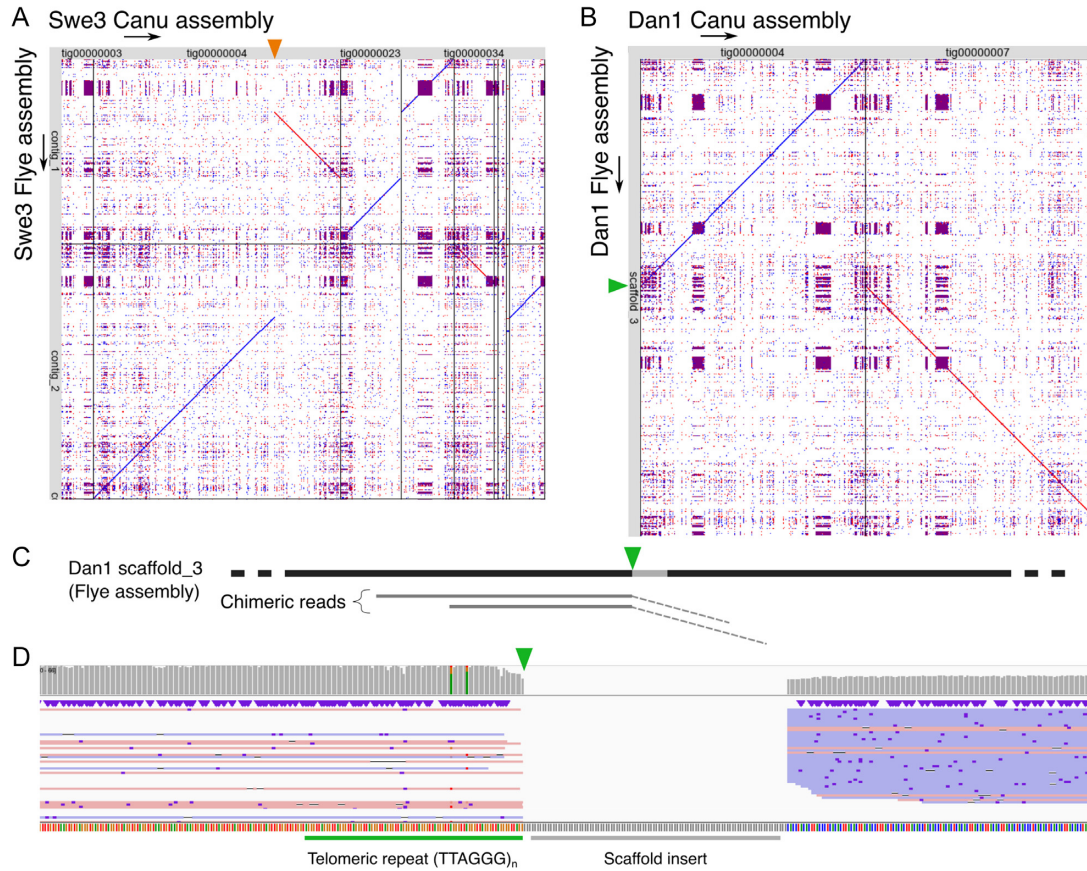 A
Swe3 Canu assembly
tig00000003
tig00000004
tig00000023
tig00000034
Swe3 Flye assembly
contig_1
contig_2
c
B
Dan1 Canu assembly
tig00000004
tig00000007
Dan1 Flye assembly
scaffold_3
C
Dan1 scaffold_3
(Flye assembly)
Chimeric reads
D
Telomeric repeat (TTAGGG)n
Scaffold insert